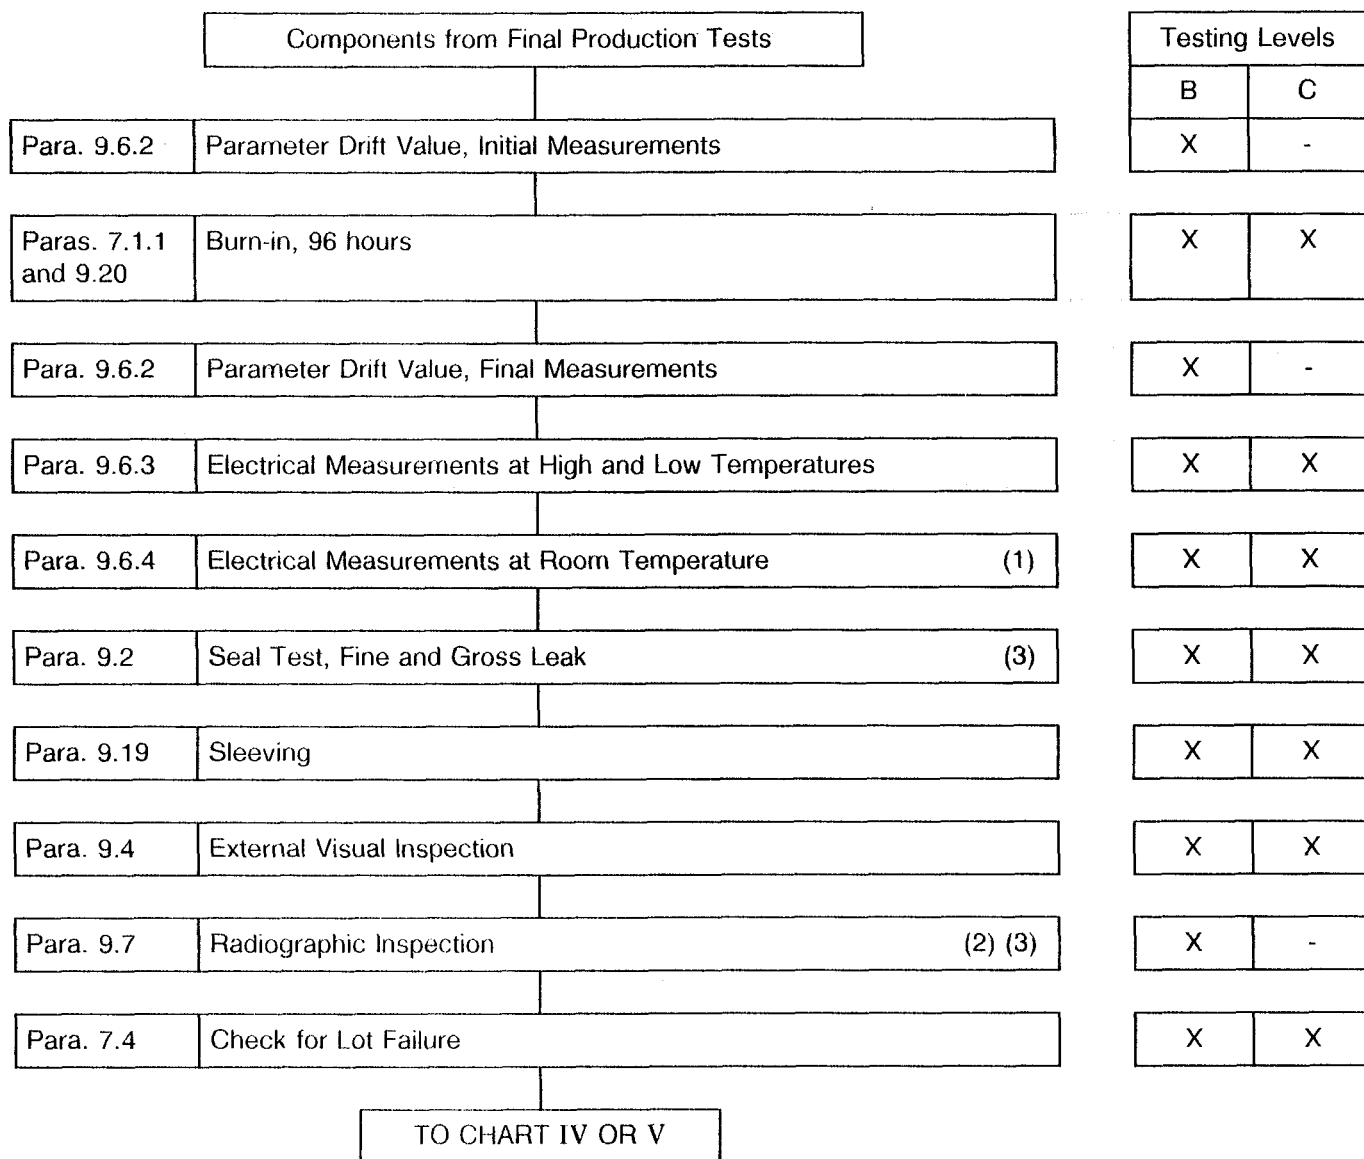 Components from Final Production Tests
Testing Levels
B C
Para. 9.6.2 Parameter Drift Value, Initial Measurements X -
Paras. 7.1.1 Burn-in, 96 hours X X
and 9.20
Para. 9.6.2 Parameter Drift Value, Final Measurements X -
Para. 9.6.3 Electrical Measurements at High and Low Temperatures X X
Para. 9.6.4 Electrical Measurements at Room Temperature (1) X X
Para. 9.2 Seal Test, Fine and Gross Leak (3) X X
Para. 9.19 Sleeving X X
Para. 9.4 External Visual Inspection X X
Para. 9.7 Radiographic Inspection (2) (3) X -
Para. 7.4 Check for Lot Failure X X
TO CHART IV OR V